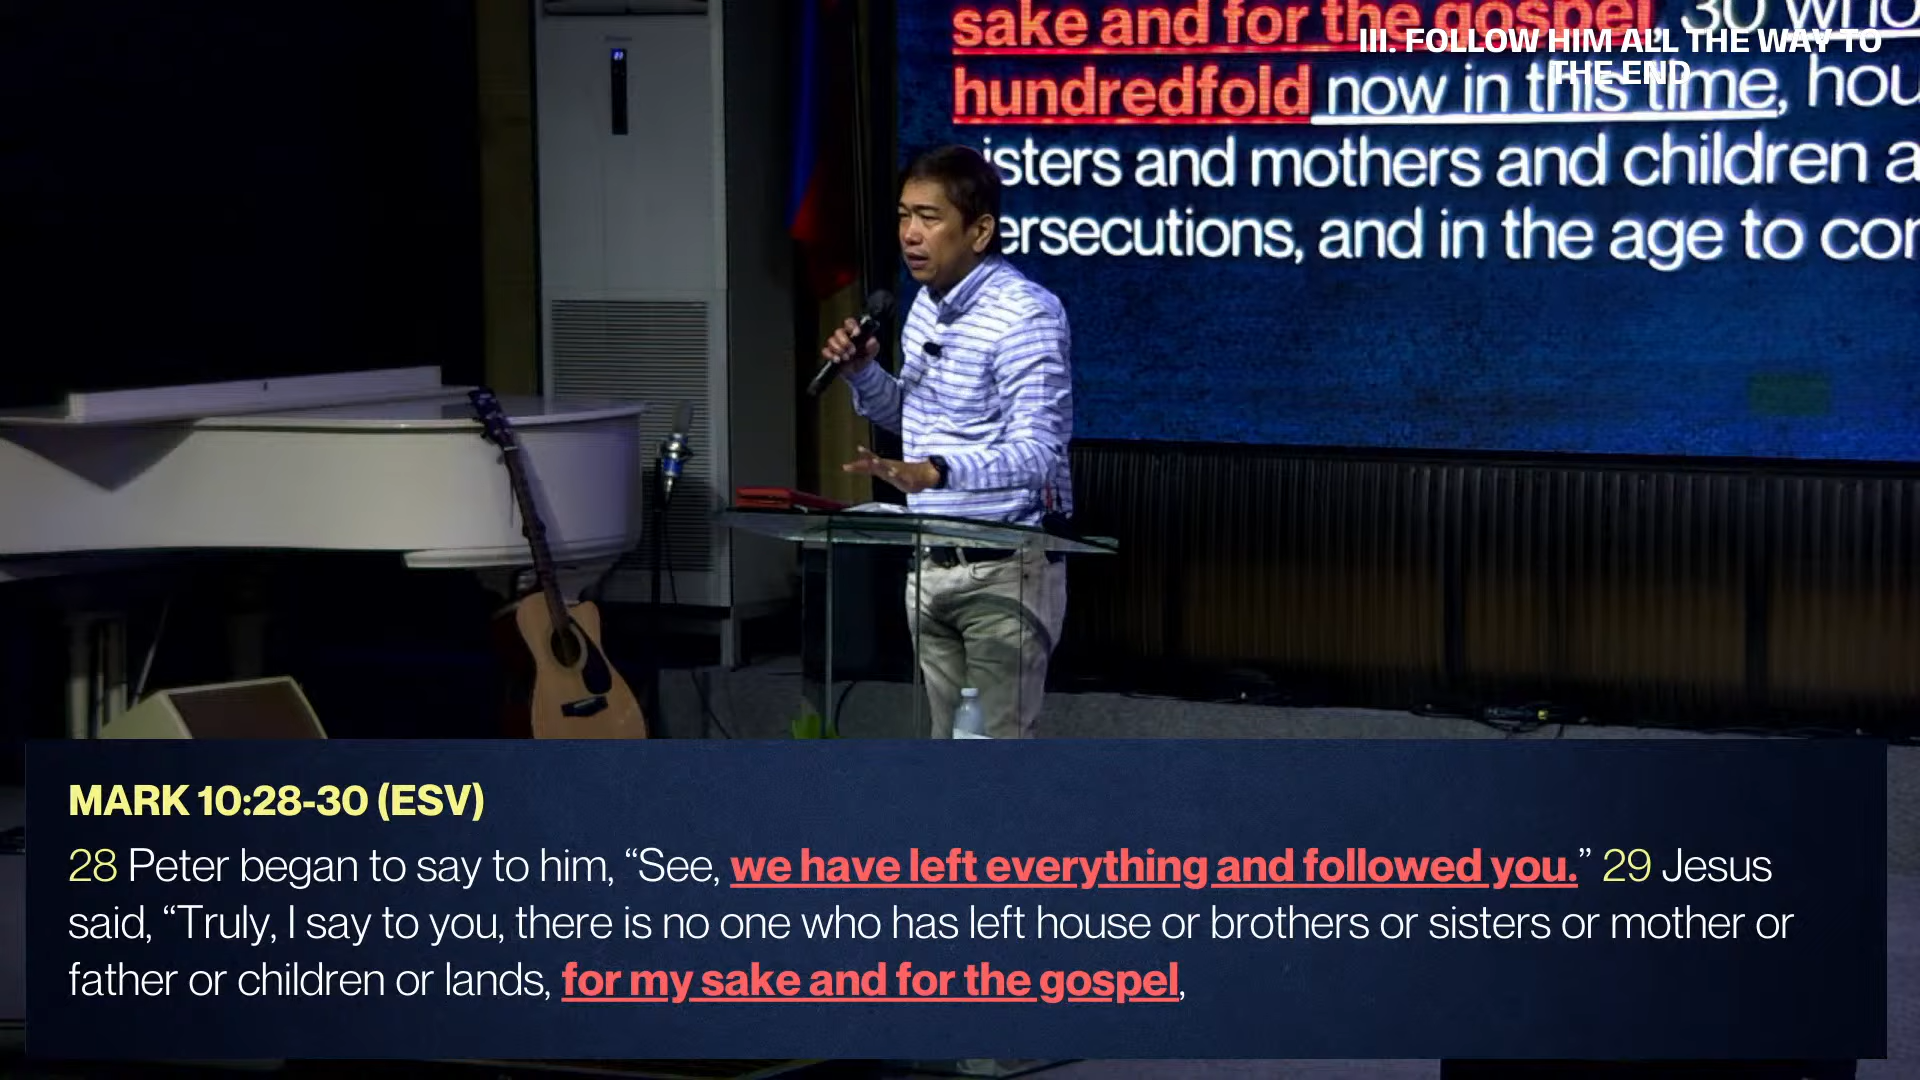 sake and for the gospel, 30 who
III. FOLLOW HIM ALL THE WAY TO
THE END
hundredfold now in this time, hou
isters and mothers and children a
ersecutions, and in the age to cor
MARK 10:28-30 (ESV)
28 Peter began to say to him, “See, we have left everything and followed you.” 29 Jesus
said, “Truly, I say to you, there is no one who has left house or brothers or sisters or mother or
father or children or lands, for my sake and for the gospel,